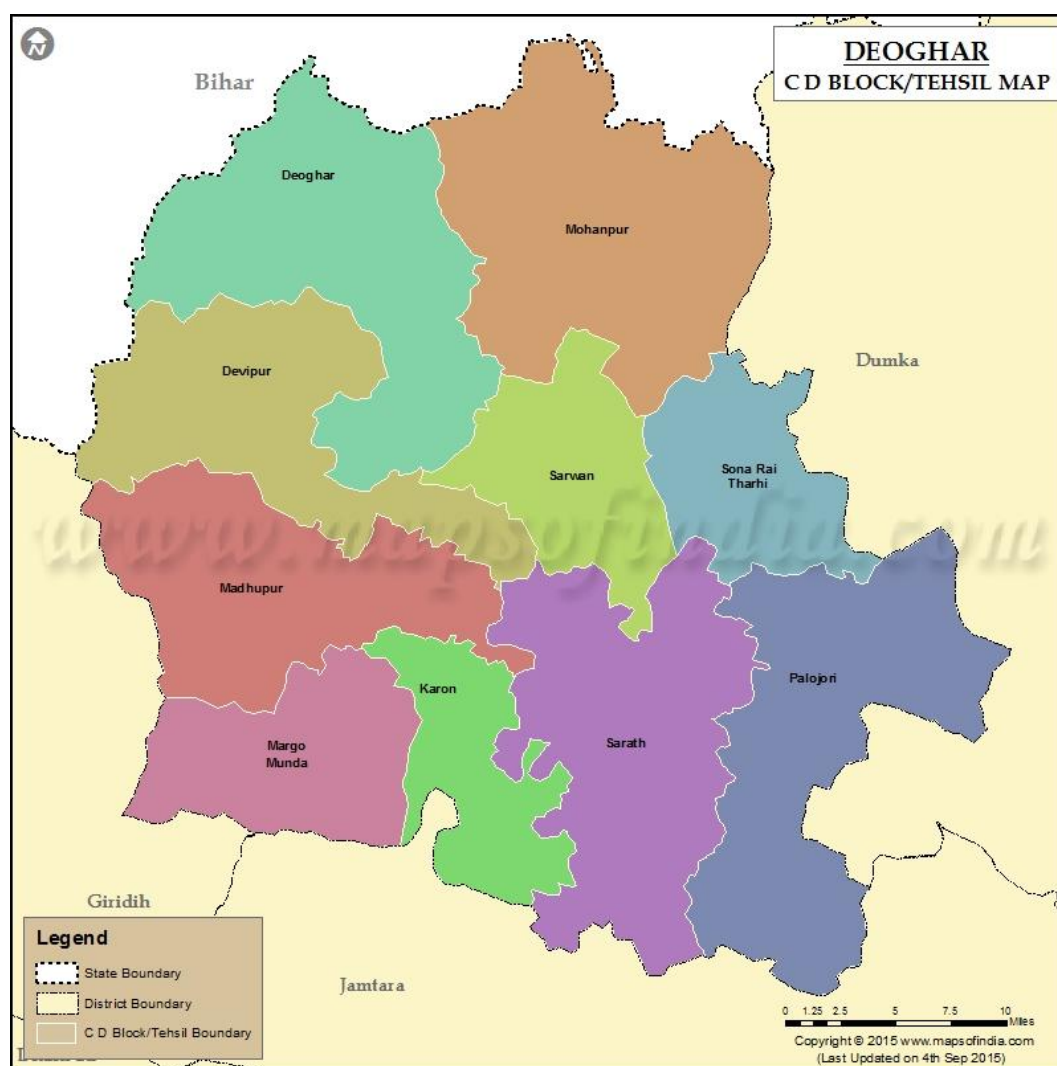 N
DEOGHAR
C D BLOCK/TEHSIL MAP
Bihar
Deoghar
Mohanpur
Dumka
Devipur
Sarwan
Sona Rai
Tharhi
www.mapsofindia.com
Madhupur
Karon
Palojori
Margo
Munda
Sarath
Giridih
Jamtara
Legend
State Boundary
District Boundary
C D Block/Tehsil Boundary
0 1.25 2.5 5 7.5 10
Miles
Copyright © 2015 www.mapsofindia.com
(Last Updated on 4th Sep 2015)